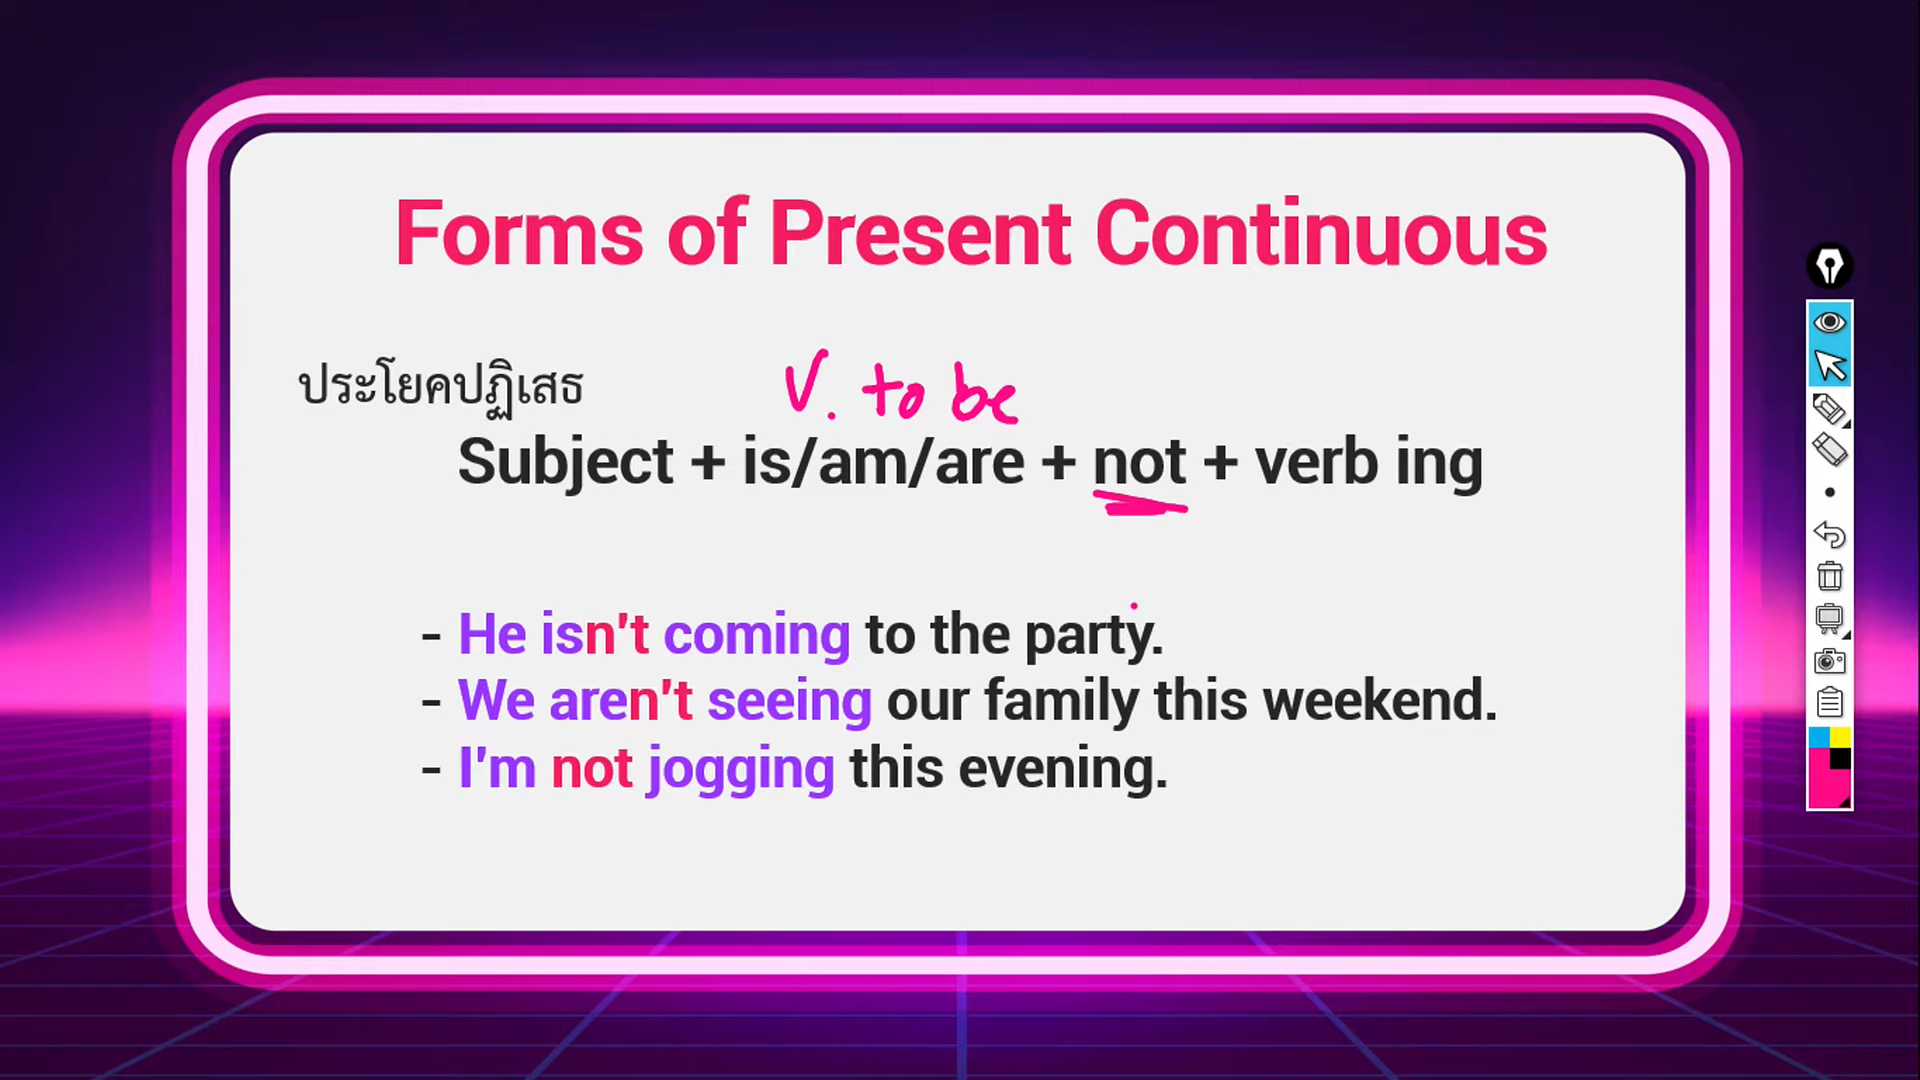 Forms of Present Continuous
ประโยคปฏิเสธ
V. to be
Subject + is/am/are + not + verb ing
- He isn't coming to the party.
- We aren't seeing our family this weekend.
- I'm not jogging this evening.